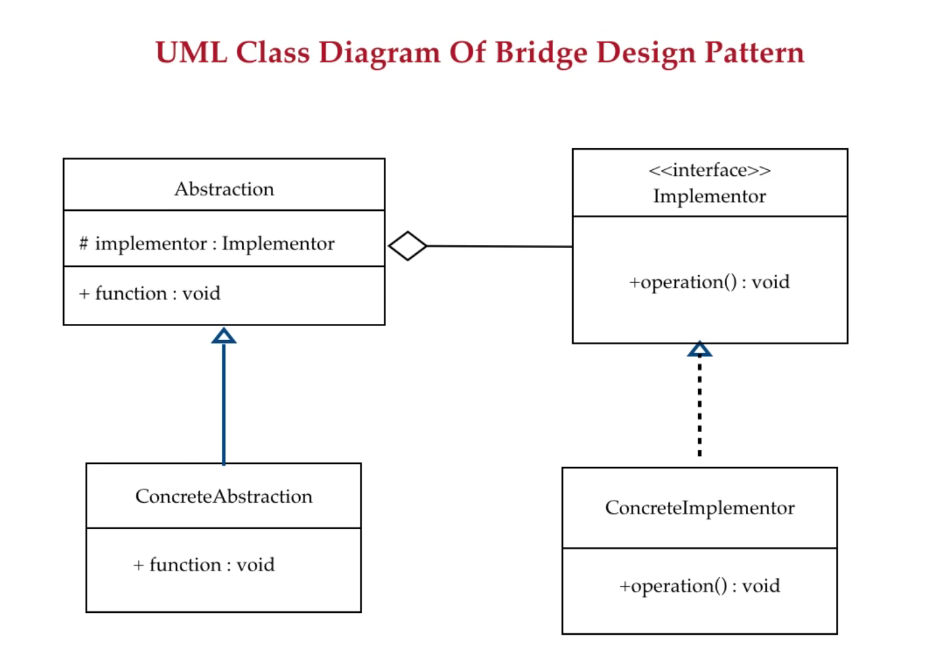 UML Class Diagram Of Bridge Design Pattern
Abstraction
# implementor : Implementor
+ function : void
<<interface>>
Implementor
+operation() : void
ConcreteAbstraction
+ function : void
ConcreteImplementor
+operation() : void